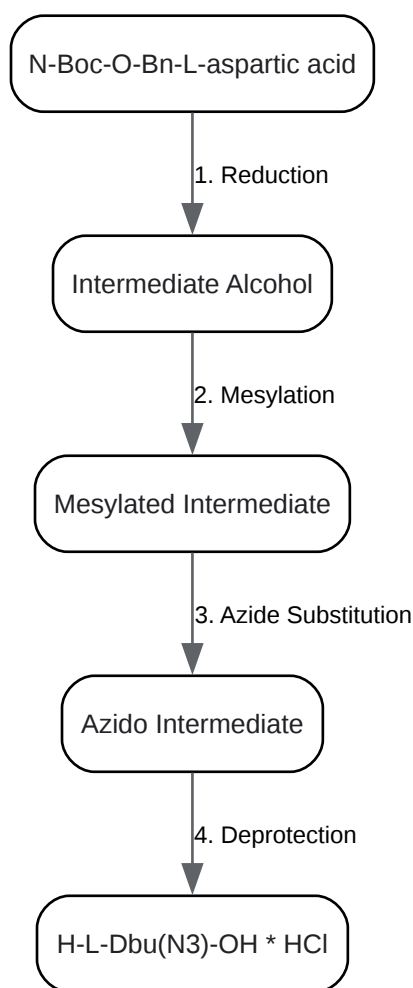 N-Boc-O-Bn-L-aspartic acid
1. Reduction
Intermediate Alcohol
2. Mesylation
Mesylated Intermediate
3. Azide Substitution
Azido Intermediate
4. Deprotection
H-L-Dbu(N3)-OH * HCl